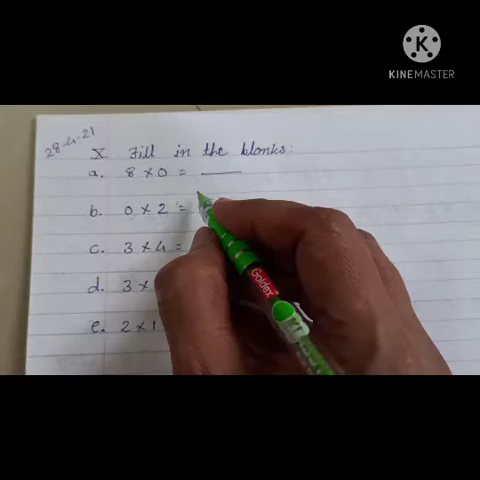 K
KINEMASTER
28-4-21
X Fill in the blanks:
a. 8 × 0 =
b. 0 × 2 =
c. 3 × 4 =
d. 3 ×
e. 2 × 1
Goldex